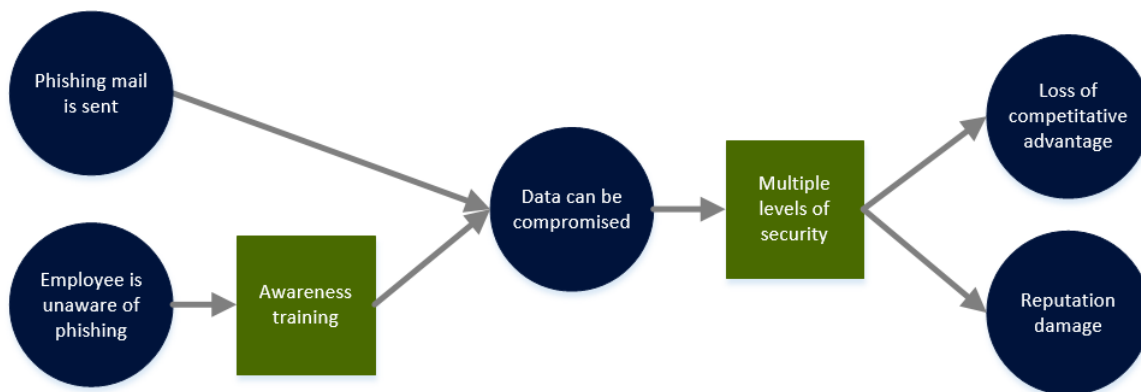 Phishing mail
is sent
Employee is
unaware of
phishing
Awareness
training
Data can be
compromised
Multiple
levels of
security
Loss of
competitative
advantage
Reputation
damage